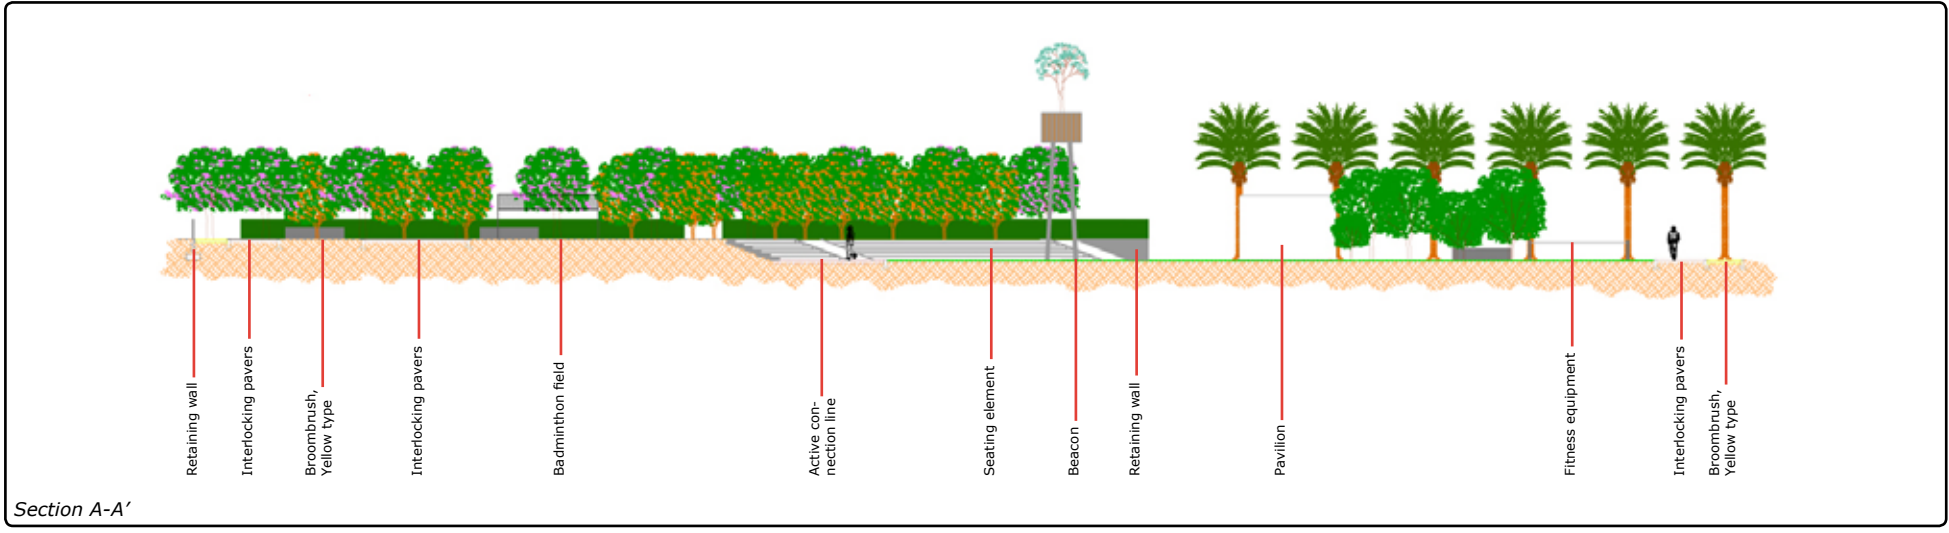 Retaining wall
Interlocking pavers
Broombrush,
Yellow type
Interlocking pavers
Badminthon field
Active con-
nection line
Seating element
Beacon
Retaining wall
Pavilion
Fitness equipment
Interlocking pavers
Broombrush,
Yellow type
Section A-A’